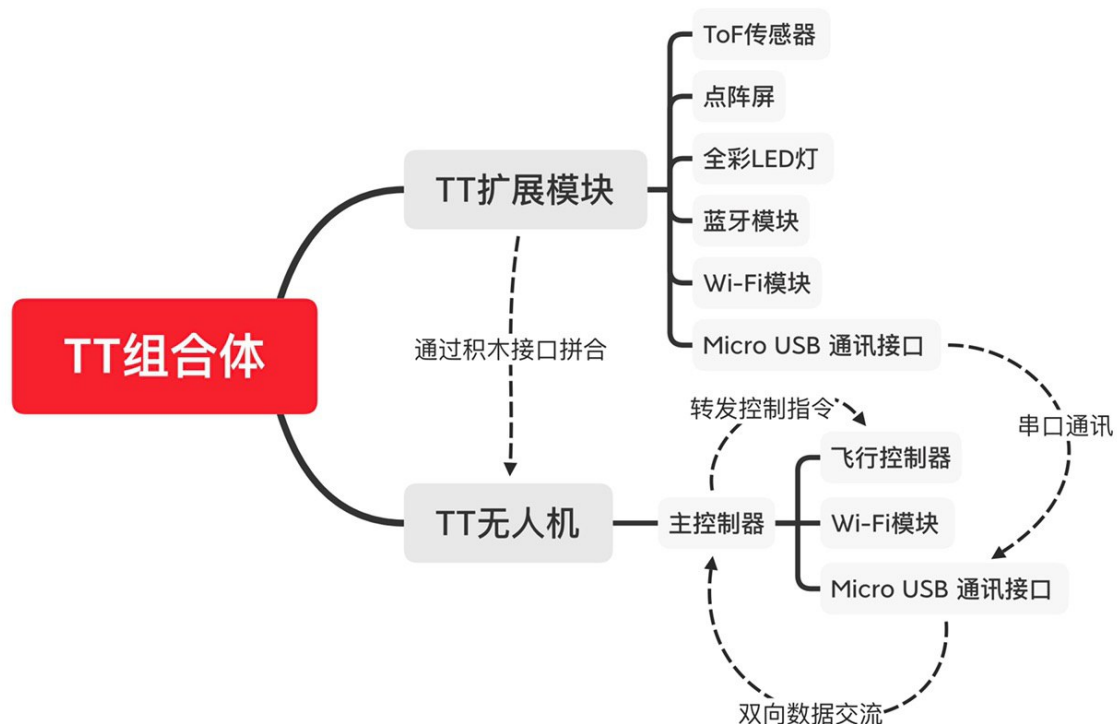 ToF传感器
点阵屏
全彩LED灯
TT扩展模块
蓝牙模块
Wi-Fi模块
Micro USB 通讯接口
TT组合体
通过积木接口拼合
转发控制指令
串口通讯
飞行控制器
TT无人机
主控制器
Wi-Fi模块
Micro USB 通讯接口
双向数据交流